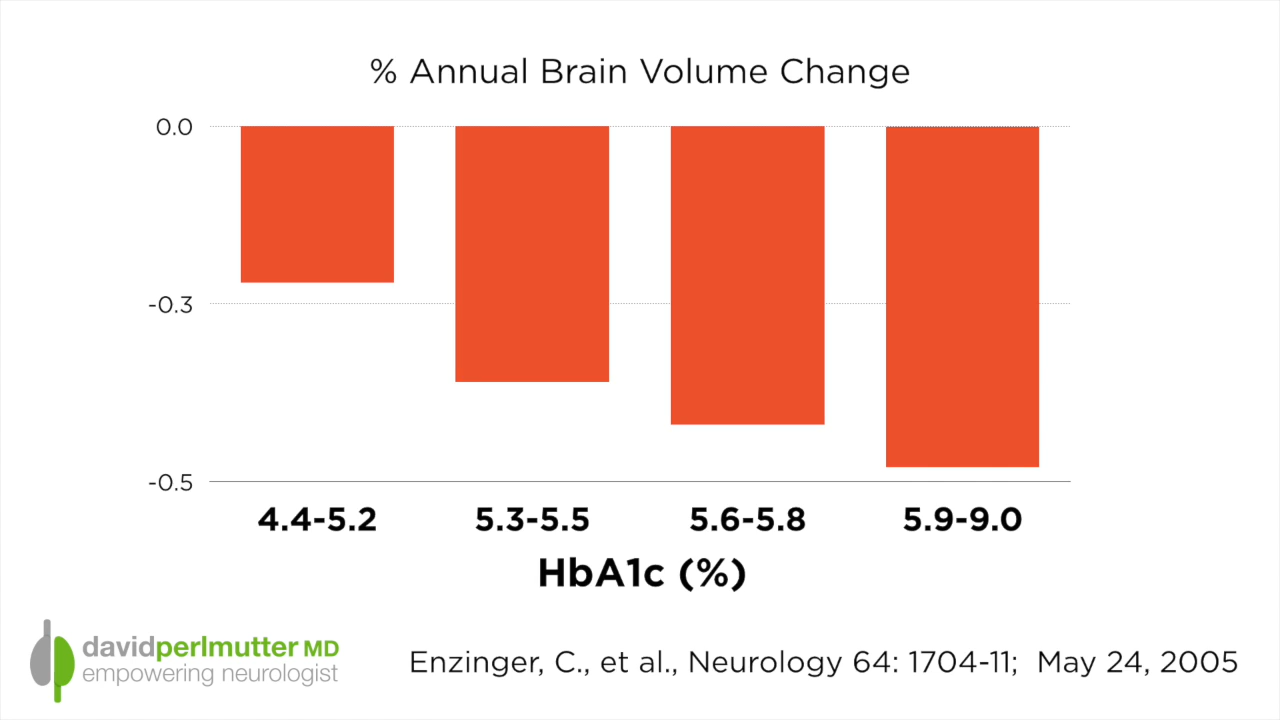 % Annual Brain Volume Change
0.0
-0.3
-0.5
4.4-5.2 5.3-5.5 5.6-5.8 5.9-9.0
HbA1c (%)
davidperlmutter MD
empowering neurologist
Enzinger, C., et al., Neurology 64: 1704-11; May 24, 2005